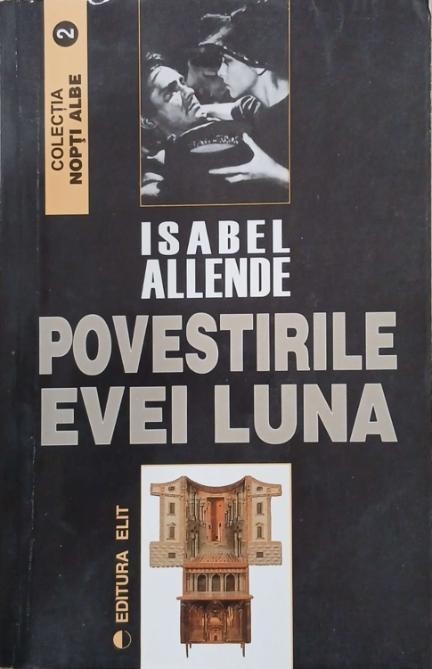 COLECȚIA 2
NOPȚI ALBE
ISABEL
ALLENDE
POVESTIRILE
EVEI LUNA
EDITURA ELIT